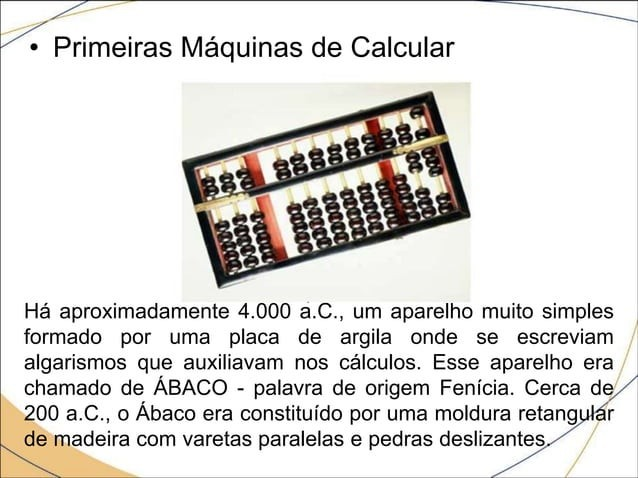 • Primeiras Máquinas de Calcular
Há aproximadamente 4.000 a.C., um aparelho muito simples
formado por uma placa de argila onde se escreviam
algarismos que auxiliavam nos cálculos. Esse aparelho era
chamado de ÁBACO - palavra de origem Fenícia. Cerca de
200 a.C., o Ábaco era constituído por uma moldura retangular
de madeira com varetas paralelas e pedras deslizantes.